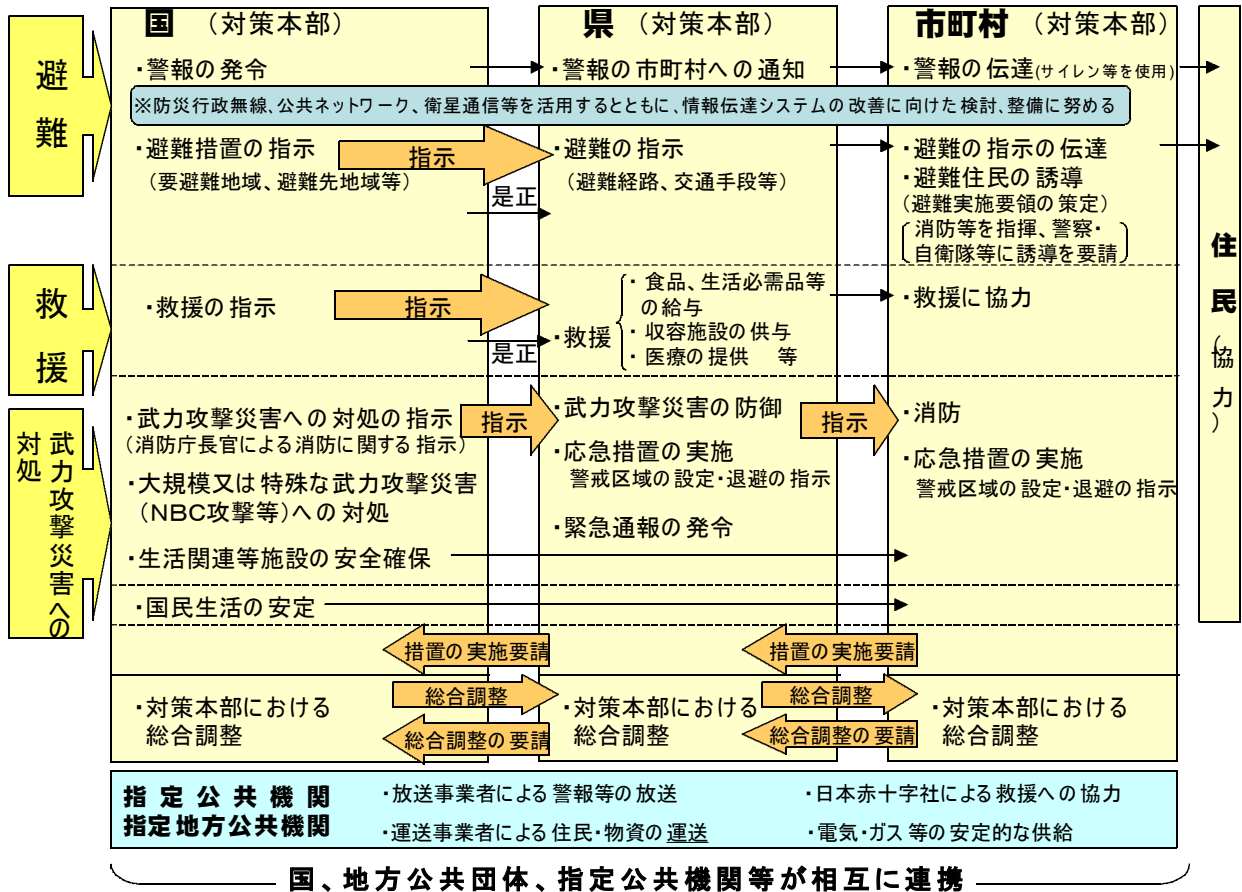 避難
国（対策本部）
県（対策本部）
市町村（対策本部）
・警報の発令
・警報の市町村への通知
・警報の伝達(サイレン等を使用)
※防災行政無線、公共ネットワーク、衛星通信等を活用するとともに、情報伝達システムの改善に向けた検討、整備に努める
・避難措置の指示
（要避難地域、避難先地域等）
指示
是正
・避難の指示
（避難経路、交通手段等）
・避難の指示の伝達
・避難住民の誘導
（避難実施要領の策定）
消防等を指揮、警察・
自衛隊等に誘導を要請
住民（協力）
救援
・救援の指示
指示
是正
・救援
・食品、生活必需品等
の給与
・収容施設の供与
・医療の提供　等
・救援に協力
武力攻撃災害への
対処
・武力攻撃災害への対処の指示
（消防庁長官による消防に関する指示）
・大規模又は特殊な武力攻撃災害
（NBC攻撃等）への対処
・生活関連等施設の安全確保
指示
・武力攻撃災害の防御
・応急措置の実施
警戒区域の設定・退避の指示
・緊急通報の発令
指示
・消防
・応急措置の実施
警戒区域の設定・退避の指示
・国民生活の安定
措置の実施要請
措置の実施要請
・対策本部における
総合調整
総合調整
総合調整の要請
・対策本部における
総合調整
総合調整
総合調整の要請
・対策本部における
総合調整
指定公共機関
指定地方公共機関
・放送事業者による警報等の放送
・日本赤十字社による救援への協力
・運送事業者による住民・物資の運送
・電気・ガス等の安定的な供給
国、地方公共団体、指定公共機関等が相互に連携